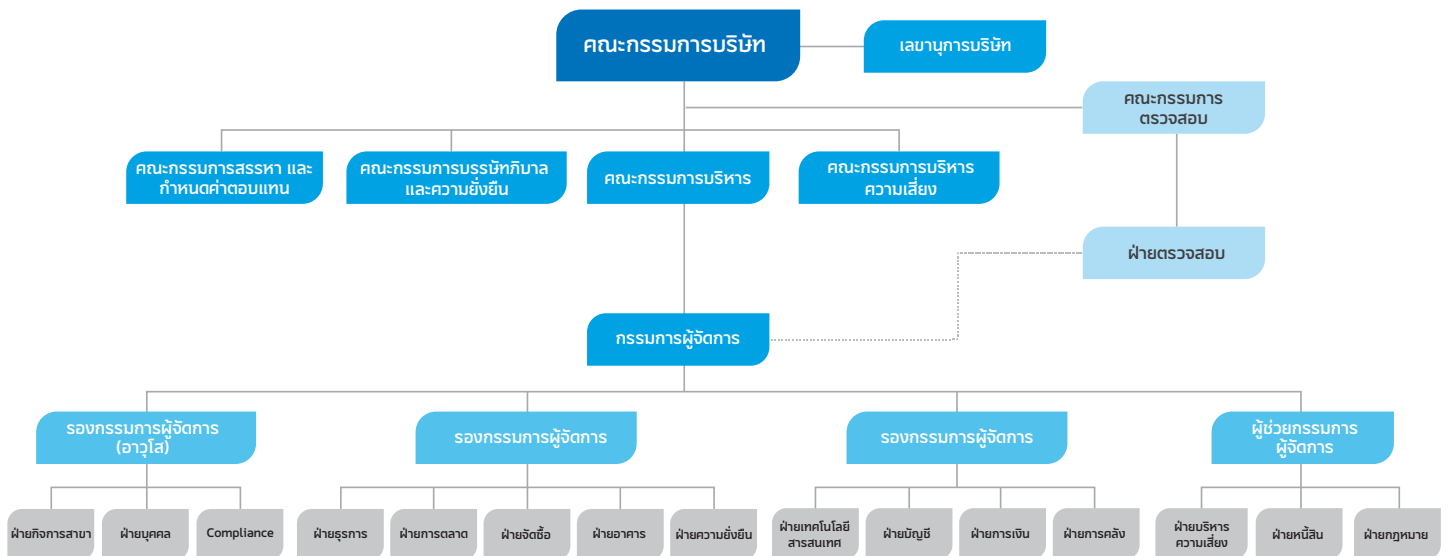 คณะกรรมการบริษัท
เลขานุการบริษัท
คณะกรรมการ
ตรวจสอบ
คณะกรรมการสรรหา และ
กำหนดค่าตอบแทน
คณะกรรมการบรรษัทภิบาล
และความยั่งยืน
คณะกรรมการบริหาร
คณะกรรมการบริหาร
ความเสี่ยง
ฝ่ายตรวจสอบ
กรรมการผู้จัดการ
รองกรรมการผู้จัดการ
(อาวุโส)
รองกรรมการผู้จัดการ
รองกรรมการผู้จัดการ
ผู้ช่วยกรรมการ
ผู้จัดการ
ฝ่ายกิจการสาขา
ฝ่ายบุคคล
Compliance
ฝ่ายธุรการ
ฝ่ายการตลาด
ฝ่ายจัดซื้อ
ฝ่ายอาคาร
ฝ่ายความยั่งยืน
ฝ่ายเทคโนโลยี
สารสนเทศ
ฝ่ายบัญชี
ฝ่ายการเงิน
ฝ่ายการคลัง
ฝ่ายบริหาร
ความเสี่ยง
ฝ่ายหนี้สิน
ฝ่ายกฎหมาย